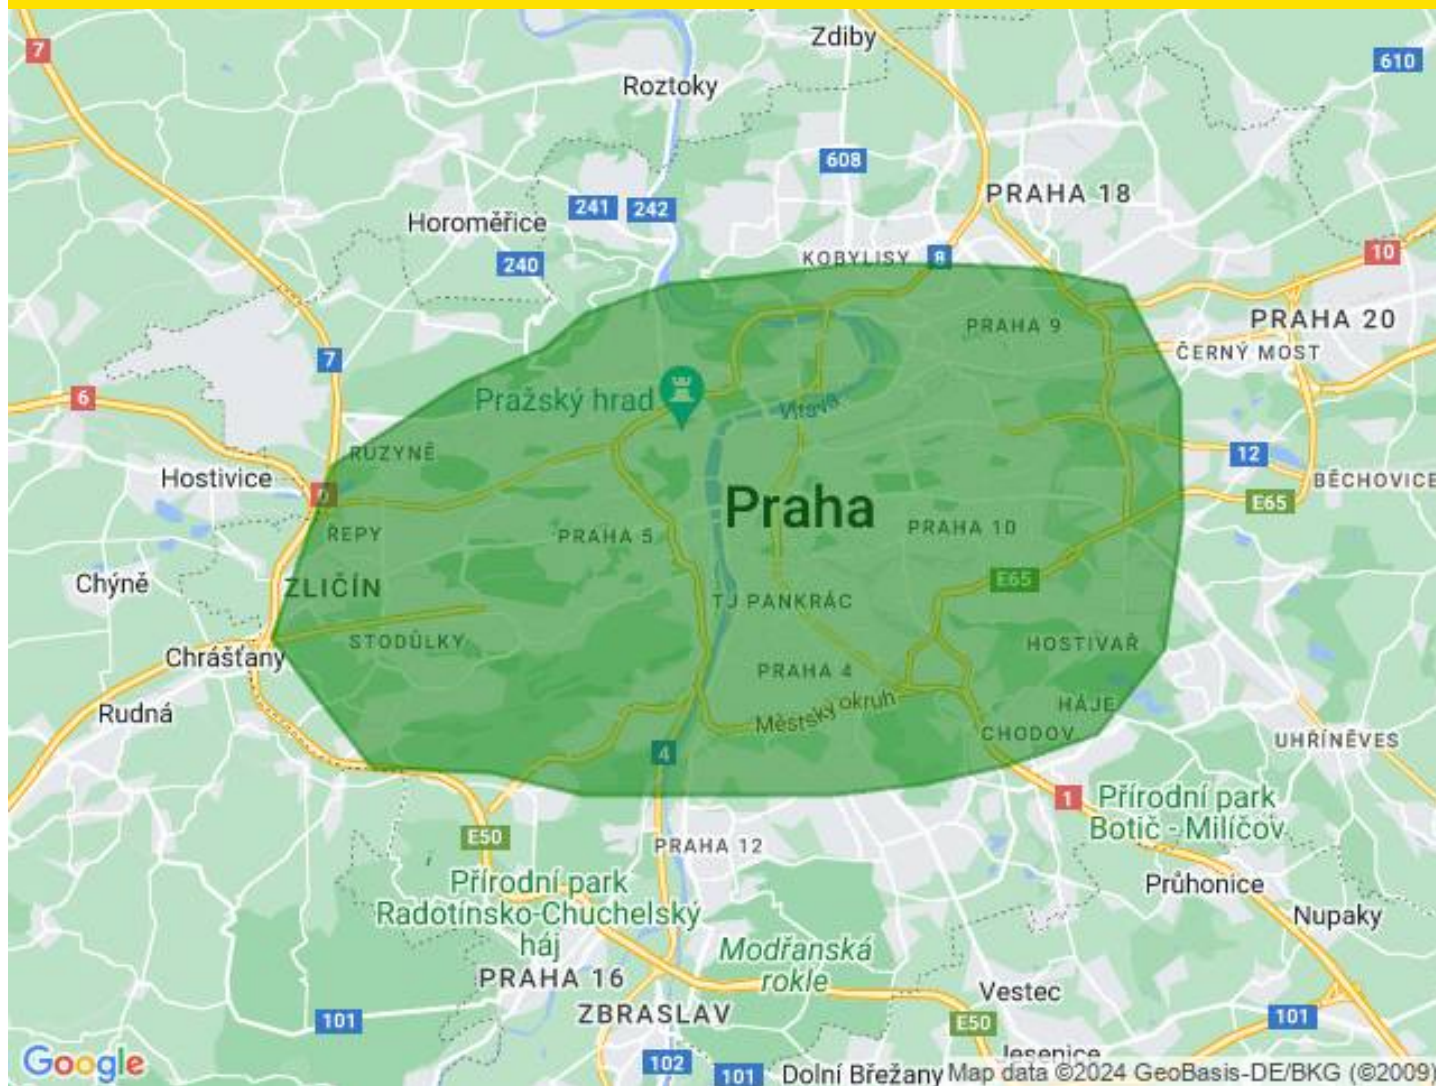 Zdiby
7
610
Roztoky
608
PRAHA 18
241
242
Horoměřice
10
KOBYLISY
8
240
PRAHA 20
PRAHA 9
ČERNÝ MOST
7
6
Pražský hrad
Vltava
RUZYNĚ
12
Hostivice
BĚCHOVICE
E65
Praha
PRAHA 10
ŘEPY
PRAHA 5
Chýně
ZLIČÍN
E65
TJ PANKRÁC
STODŮLKY
HOSTIVAŘ
Chrášťany
PRAHA 4
Rudná
Městský okruh
HÁJE
CHODOV
UHŘÍNĚVES
4
1
Přírodní park
Botič - Milíčov
E50
PRAHA 12
Přírodní park
Radotínsko-Chuchelský
háj
Průhonice
Nupaky
Modřanská
rokle
PRAHA 16
Vestec
ZBRASLAV
101
E50
101
Jesenice
Google
102
101
Dolní Břežany
Map data ©2024 GeoBasis-DE/BKG (©2009)